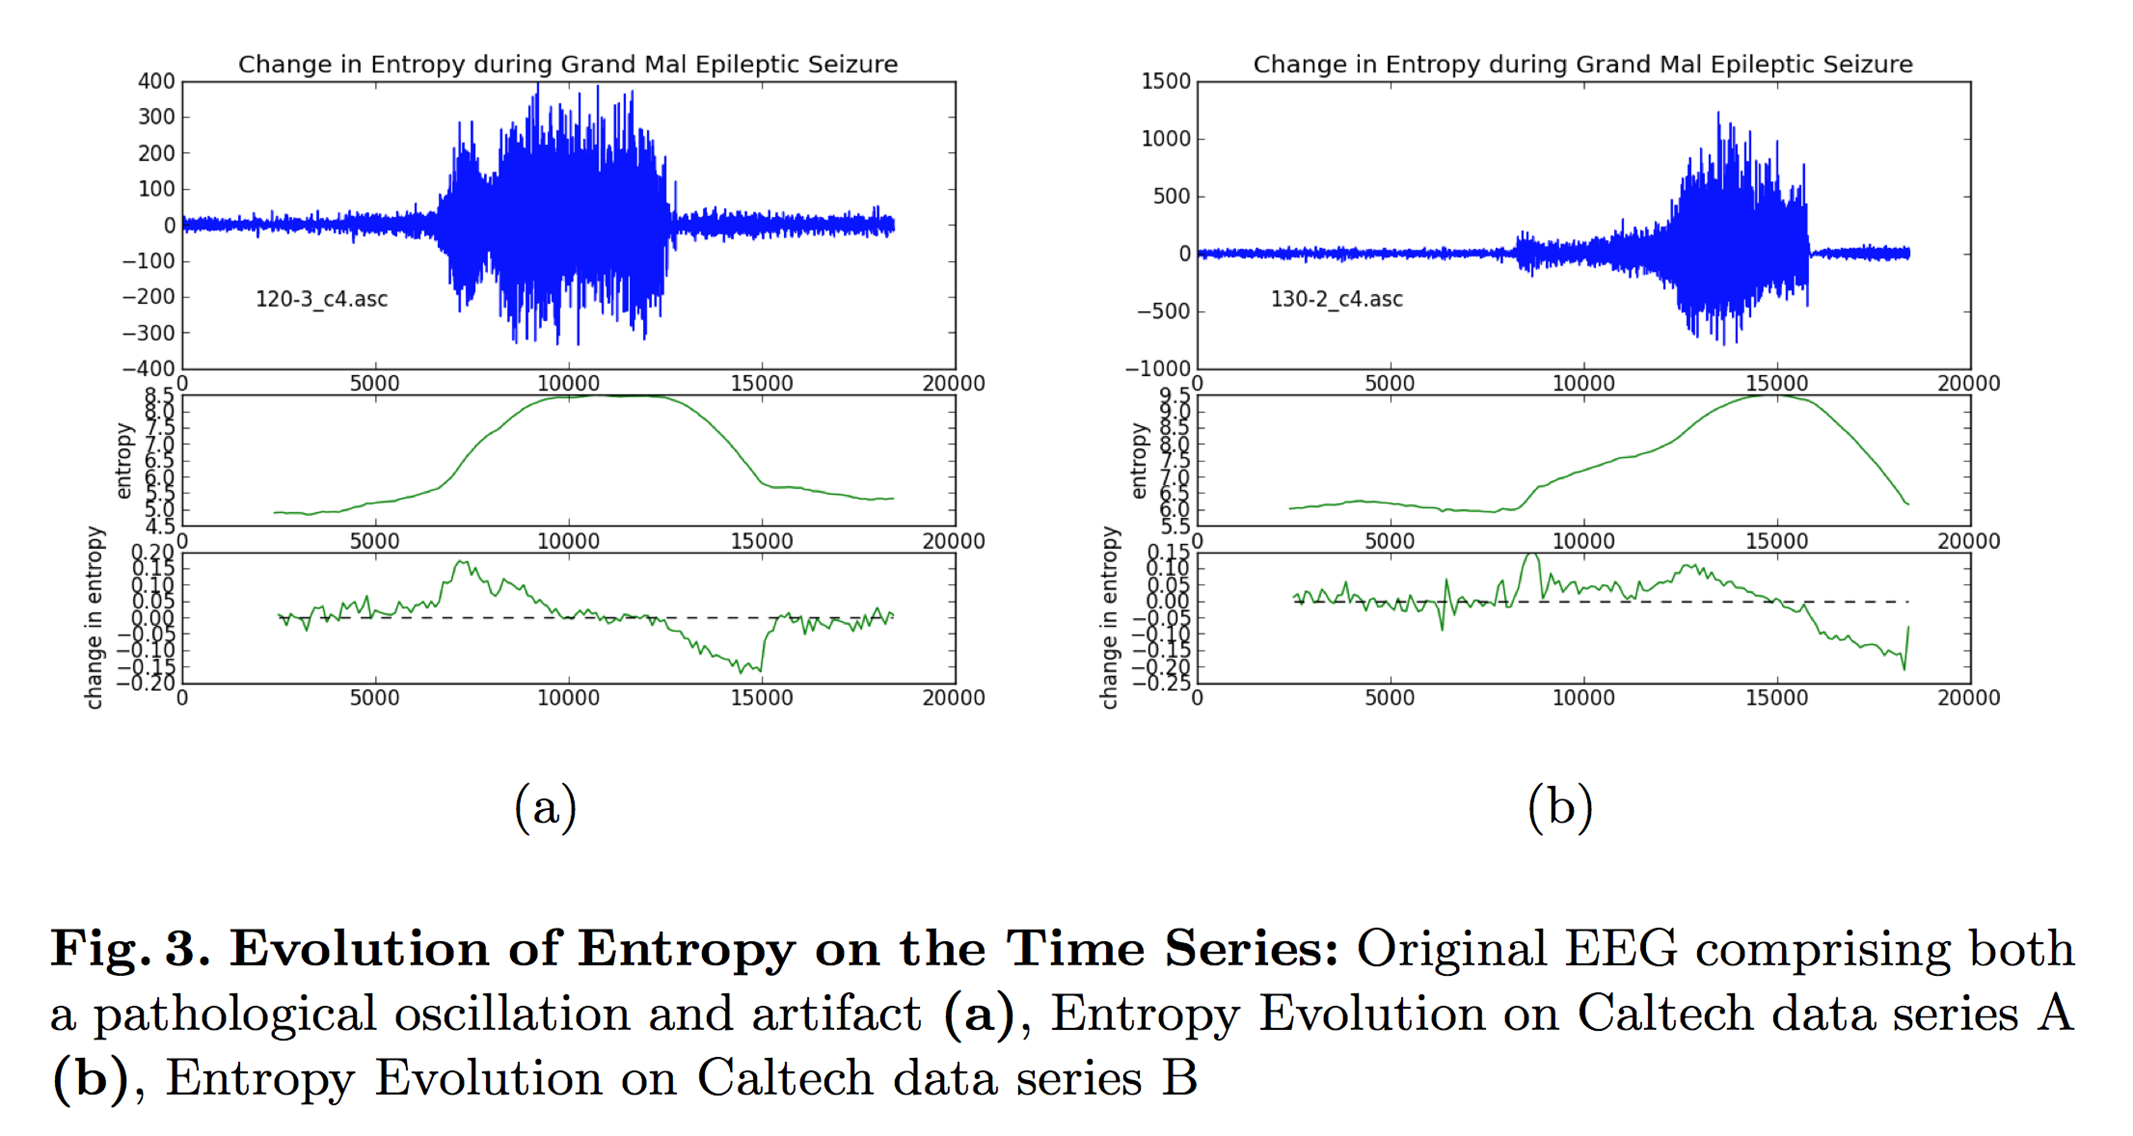 Change in Entropy during Grand Mal Epileptic Seizure
400
300
200
100
0
−100
−200
−300
−400
120-3_c4.asc
0 5000 10000 15000 20000
entropy
8.5
8.0
7.5
7.0
6.5
6.0
5.5
5.0
4.5
0 5000 10000 15000 20000
change in entropy
0.20
0.15
0.10
0.05
0.00
−0.05
−0.10
−0.15
−0.20
0 5000 10000 15000 20000
(a)
Change in Entropy during Grand Mal Epileptic Seizure
1500
1000
500
0
−500
−1000
130-2_c4.asc
0 5000 10000 15000 20000
entropy
9.5
9.0
8.5
8.0
7.5
7.0
6.5
6.0
5.5
0 5000 10000 15000 20000
change in entropy
0.15
0.10
0.05
0.00
−0.05
−0.10
−0.15
−0.20
−0.25
0 5000 10000 15000 20000
(b)
Fig. 3. Evolution of Entropy on the Time Series: Original EEG comprising both
a pathological oscillation and artifact (a), Entropy Evolution on Caltech data series A
(b), Entropy Evolution on Caltech data series B